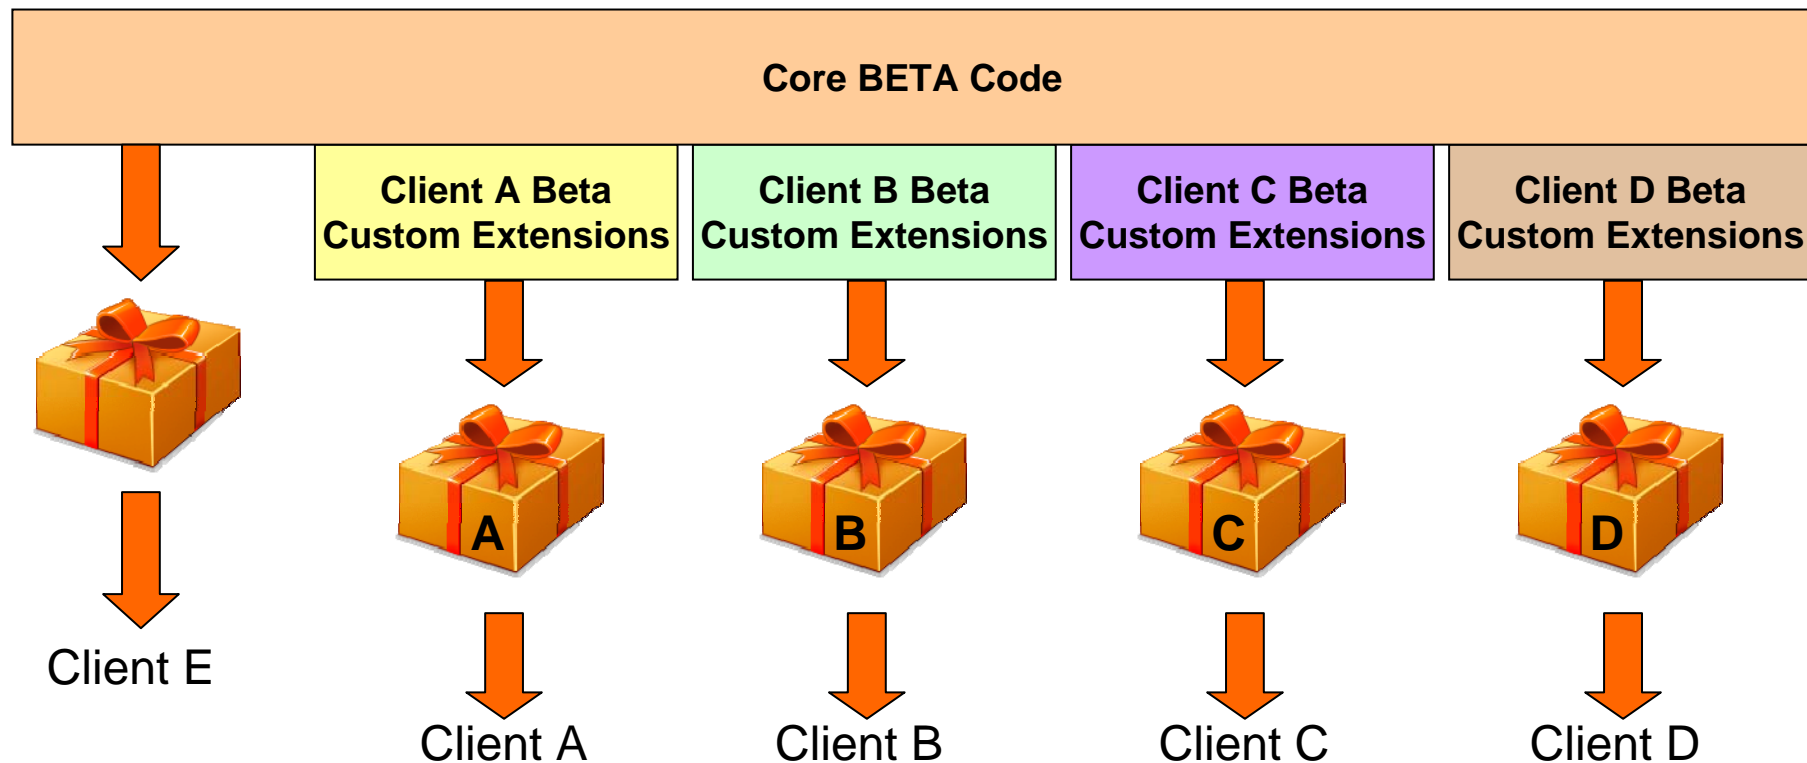 Core BETA Code
Client A Beta
Custom Extensions
Client B Beta
Custom Extensions
Client C Beta
Custom Extensions
Client D Beta
Custom Extensions
A
B
C
D
Client E
Client A
Client B
Client C
Client D